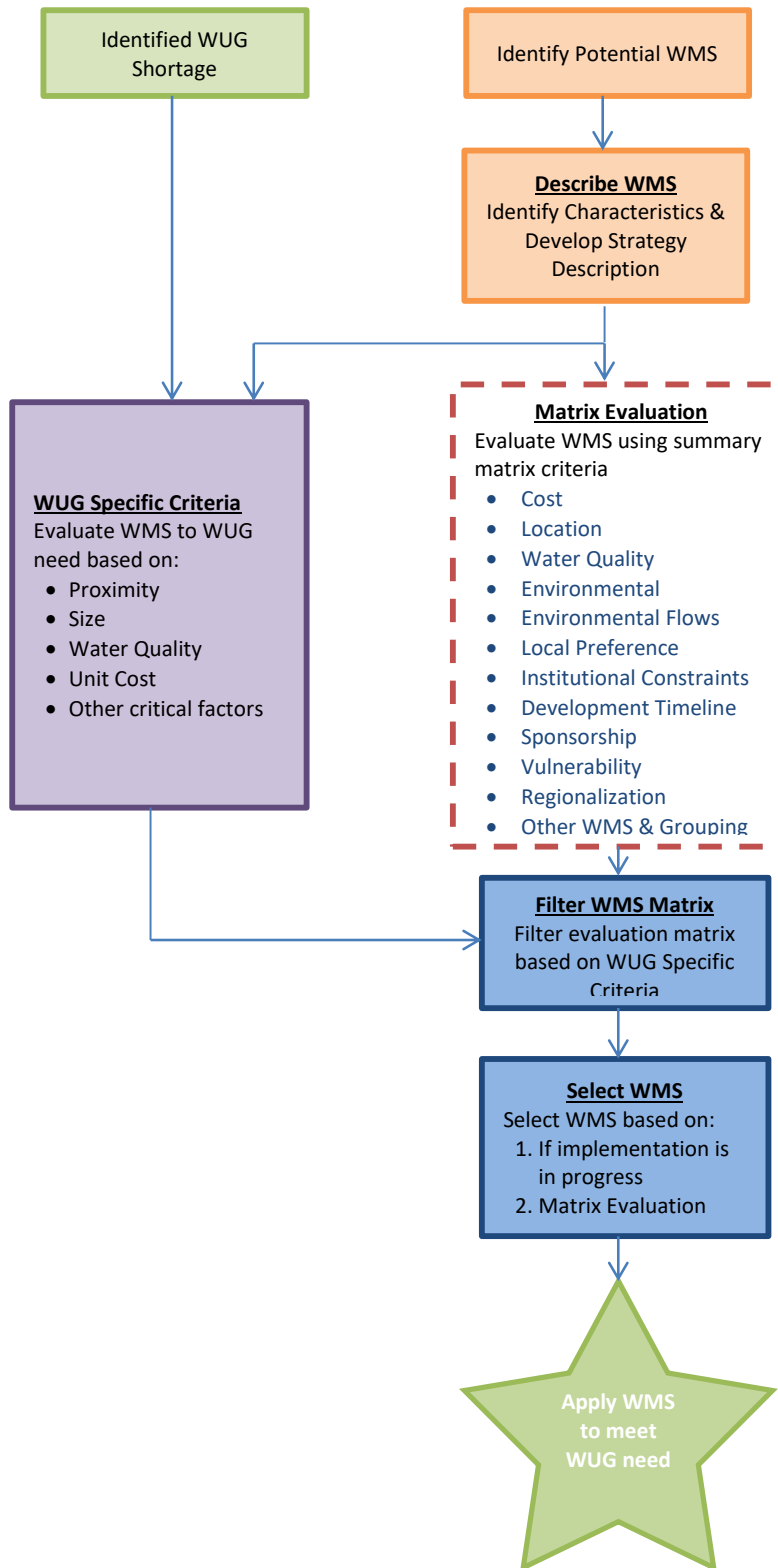 Identified WUG
Shortage
Identify Potential WMS
Describe WMS
Identify Characteristics &
Develop Strategy
Description
WUG Specific Criteria
Evaluate WMS to WUG
need based on:
• Proximity
• Size
• Water Quality
• Unit Cost
• Other critical factors
Matrix Evaluation
Evaluate WMS using summary
matrix criteria
• Cost
• Location
• Water Quality
• Environmental
• Environmental Flows
• Local Preference
• Institutional Constraints
• Development Timeline
• Sponsorship
• Vulnerability
• Regionalization
• Other WMS & Grouping
Filter WMS Matrix
Filter evaluation matrix
based on WUG Specific
Criteria
Select WMS
Select WMS based on:
1. If implementation is
in progress
2. Matrix Evaluation
Apply WMS
to meet
WUG need